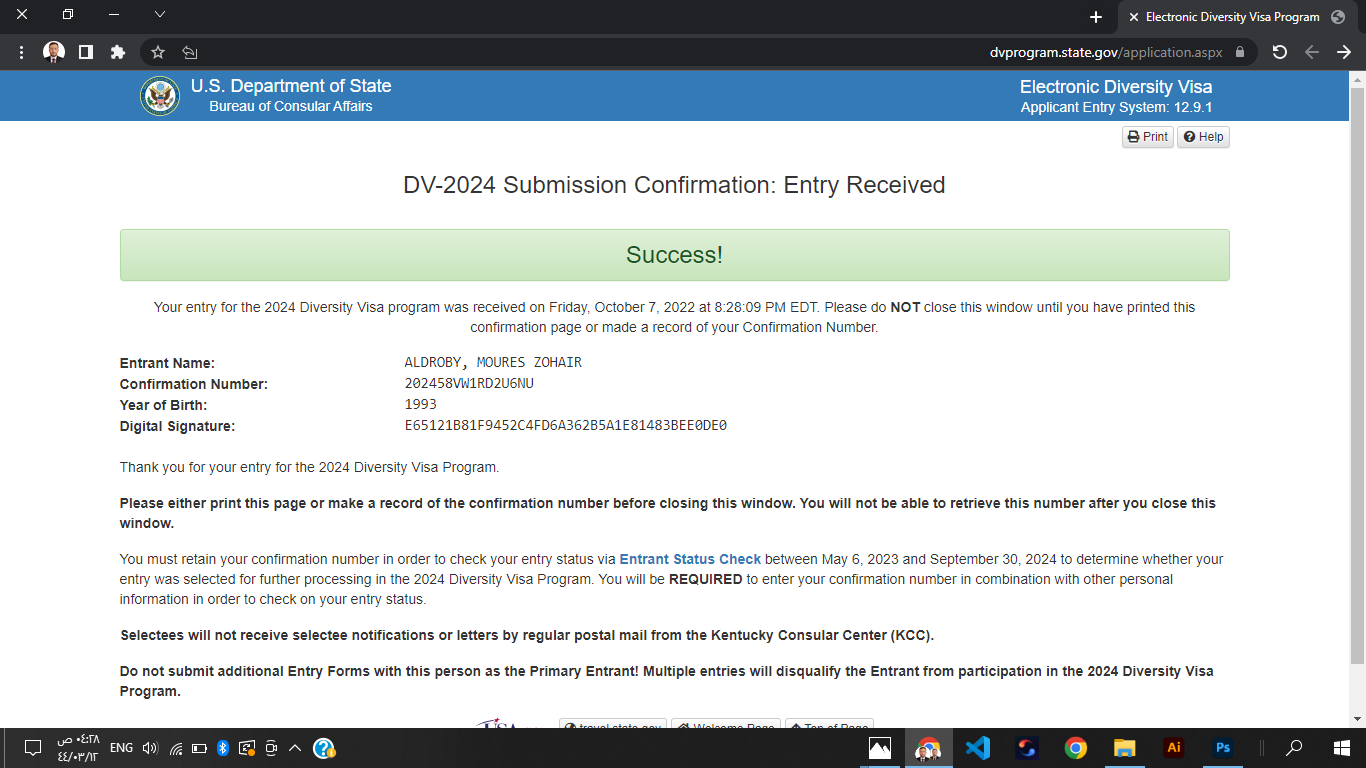 Electronic Diversity Visa Program
dvprogram.state.gov/application.aspx
U.S. Department of State
Bureau of Consular Affairs
Electronic Diversity Visa
Applicant Entry System: 12.9.1
Print
Help
DV-2024 Submission Confirmation: Entry Received
Success!
Your entry for the 2024 Diversity Visa program was received on Friday, October 7, 2022 at 8:28:09 PM EDT. Please do NOT close this window until you have printed this
confirmation page or made a record of your Confirmation Number.
Entrant Name: ALDROBY, MOURES ZOHAIR
Confirmation Number: 202458VW1RD2U6NU
Year of Birth: 1993
Digital Signature: E65121B81F9452C4FD6A362B5A1E81483BEE0DE0
Thank you for your entry for the 2024 Diversity Visa Program.
Please either print this page or make a record of the confirmation number before closing this window. You will not be able to retrieve this number after you close this
window.
You must retain your confirmation number in order to check your entry status via Entrant Status Check between May 6, 2023 and September 30, 2024 to determine whether your
entry was selected for further processing in the 2024 Diversity Visa Program. You will be REQUIRED to enter your confirmation number in combination with other personal
information in order to check on your entry status.
Selectees will not receive selectee notifications or letters by regular postal mail from the Kentucky Consular Center (KCC).
Do not submit additional Entry Forms with this person as the Primary Entrant! Multiple entries will disqualify the Entrant from participation in the 2024 Diversity Visa
Program.
USA
travel.state.gov
Welcome Page
Top of Page
٠٤:٢٨ ص
٤٤/٠٣/١٢
ENG
Ai
Ps